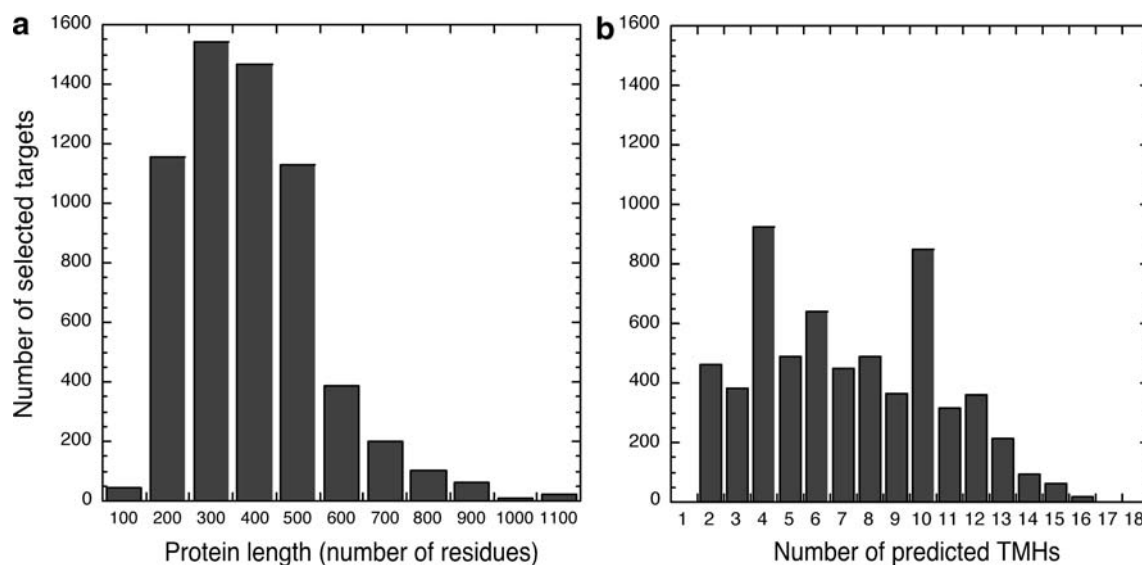 a
1600
1400
1200
1000
800
600
400
200
0
Number of selected targets
100 200 300 400 500 600 700 800 900 1000 1100
Protein length (number of residues)
b
1600
1400
1200
1000
800
600
400
200
0
1 2 3 4 5 6 7 8 9 10 11 12 13 14 15 16 17 18
Number of predicted TMHs